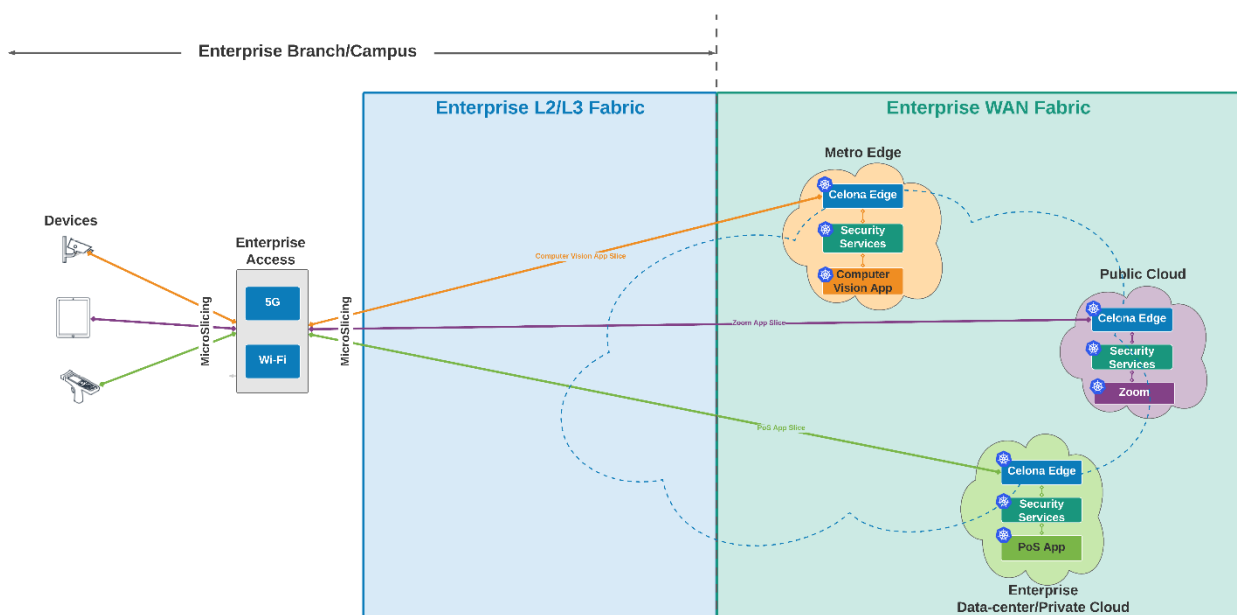 Enterprise Branch/Campus
Enterprise L2/L3 Fabric
Enterprise WAN Fabric
Metro Edge
Celona Edge
Security
Services
Computer
Vision App
Devices
Enterprise
Access
5G
Wi-Fi
MicroSlicing
MicroSlicing
Computer Vision App Slice
Zoom App Slice
PoS App Slice
Public Cloud
Celona Edge
Security
Services
Zoom
Celona Edge
Security
Services
PoS App
Enterprise
Data-center/Private Cloud